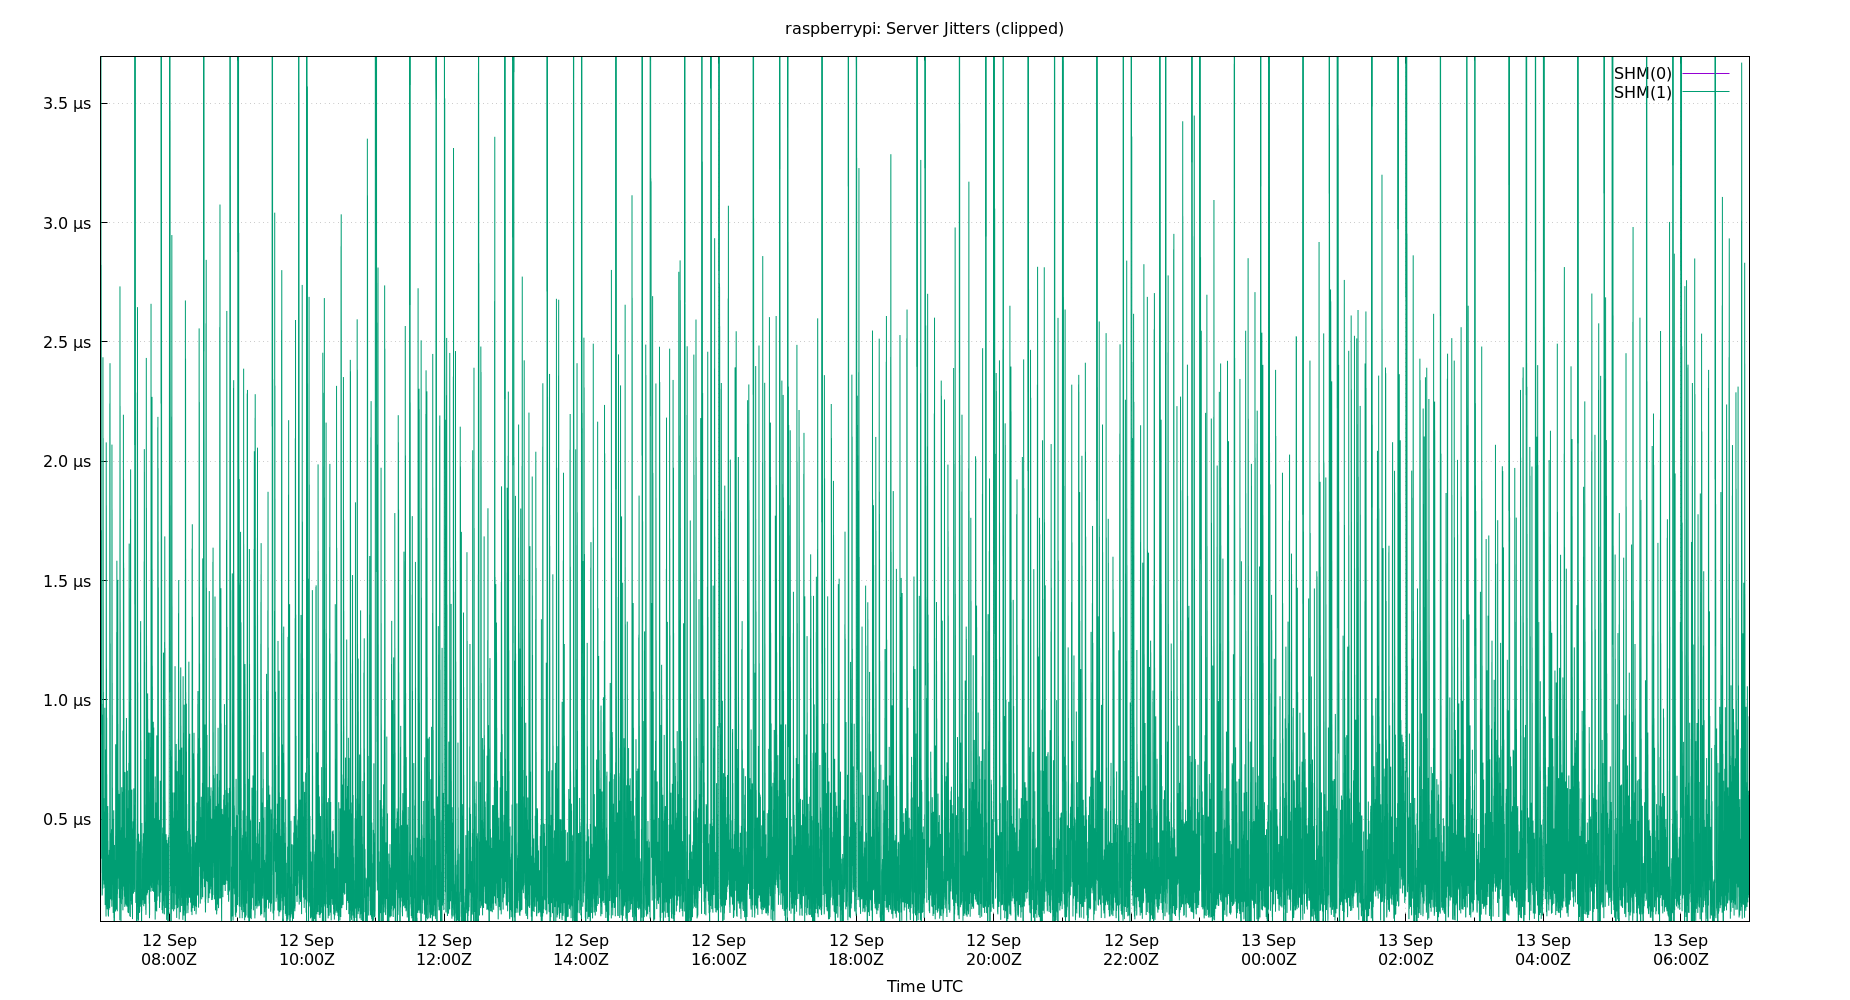 raspberrypi: Server Jitters (clipped)
SHM(0)
SHM(1)
3.5 µs
3.0 µs
2.5 µs
2.0 µs
1.5 µs
1.0 µs
0.5 µs
12 Sep 12 Sep 12 Sep 12 Sep 12 Sep 12 Sep 12 Sep 12 Sep 13 Sep 13 Sep 13 Sep 13 Sep
08:00Z 10:00Z 12:00Z 14:00Z 16:00Z 18:00Z 20:00Z 22:00Z 00:00Z 02:00Z 04:00Z 06:00Z
Time UTC